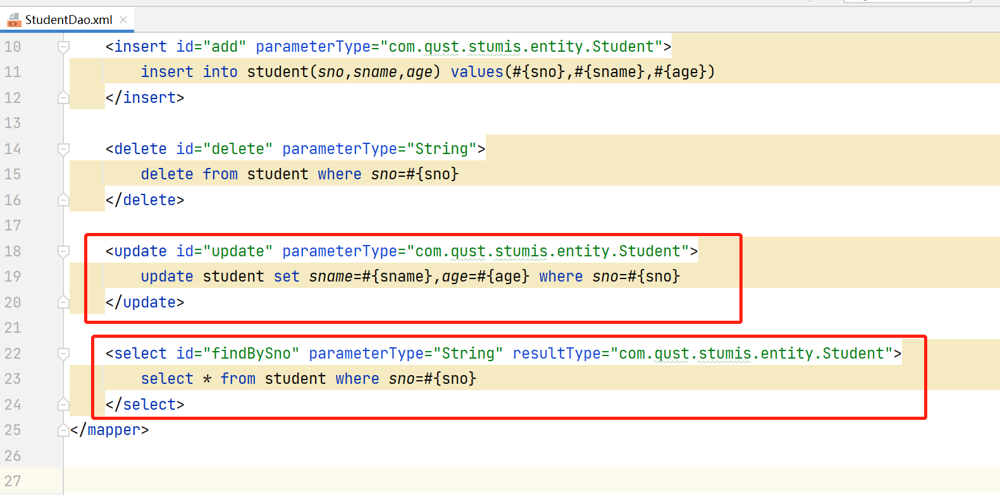 StudentDao.xml
10 <insert id="add" parameterType="com.qust.stumis.entity.Student">
11 insert into student(sno,sname,age) values(#{sno},#{sname},#{age})
12 </insert>
13
14 <delete id="delete" parameterType="String">
15 delete from student where sno=#{sno}
16 </delete>
17
18 <update id="update" parameterType="com.qust.stumis.entity.Student">
19 update student set sname=#{sname},age=#{age} where sno=#{sno}
20 </update>
21
22 <select id="findBySno" parameterType="String" resultType="com.qust.stumis.entity.Student">
23 select * from student where sno=#{sno}
24 </select>
25 </mapper>
26
27